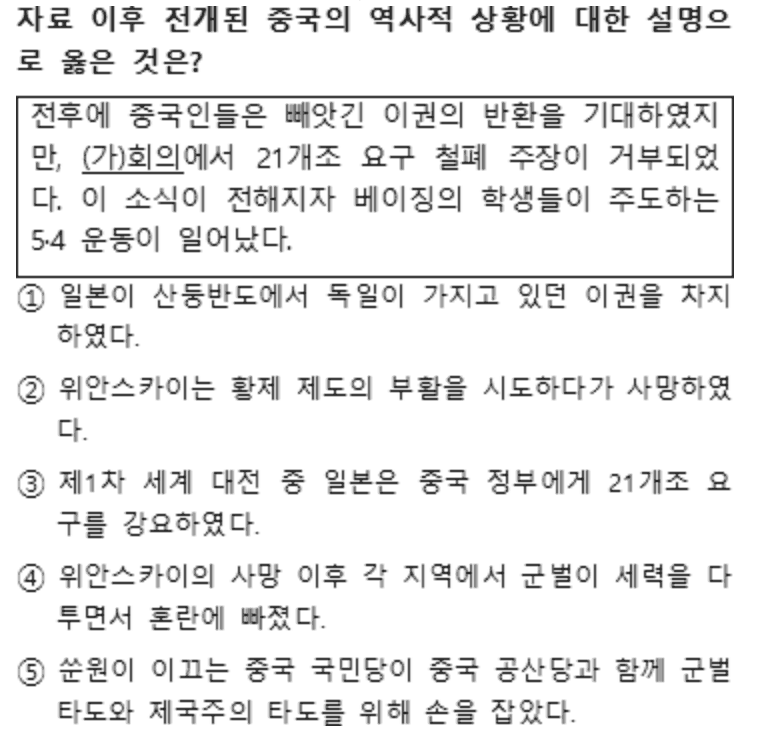 자료 이후 전개된 중국의 역사적 상황에 대한 설명으
로 옳은 것은?
전후에 중국인들은 빼앗긴 이권의 반환을 기대하였지
만, (가)회의에서 21개조 요구 철폐 주장이 거부되었
다. 이 소식이 전해지자 베이징의 학생들이 주도하는
5·4 운동이 일어났다.
① 일본이 산둥반도에서 독일이 가지고 있던 이권을 차지
하였다.
② 위안스카이는 황제 제도의 부활을 시도하다가 사망하였
다.
③ 제1차 세계 대전 중 일본은 중국 정부에게 21개조 요
구를 강요하였다.
④ 위안스카이의 사망 이후 각 지역에서 군벌이 세력을 다
투면서 혼란에 빠졌다.
⑤ 쑨원이 이끄는 중국 국민당이 중국 공산당과 함께 군벌
타도와 제국주의 타도를 위해 손을 잡았다.